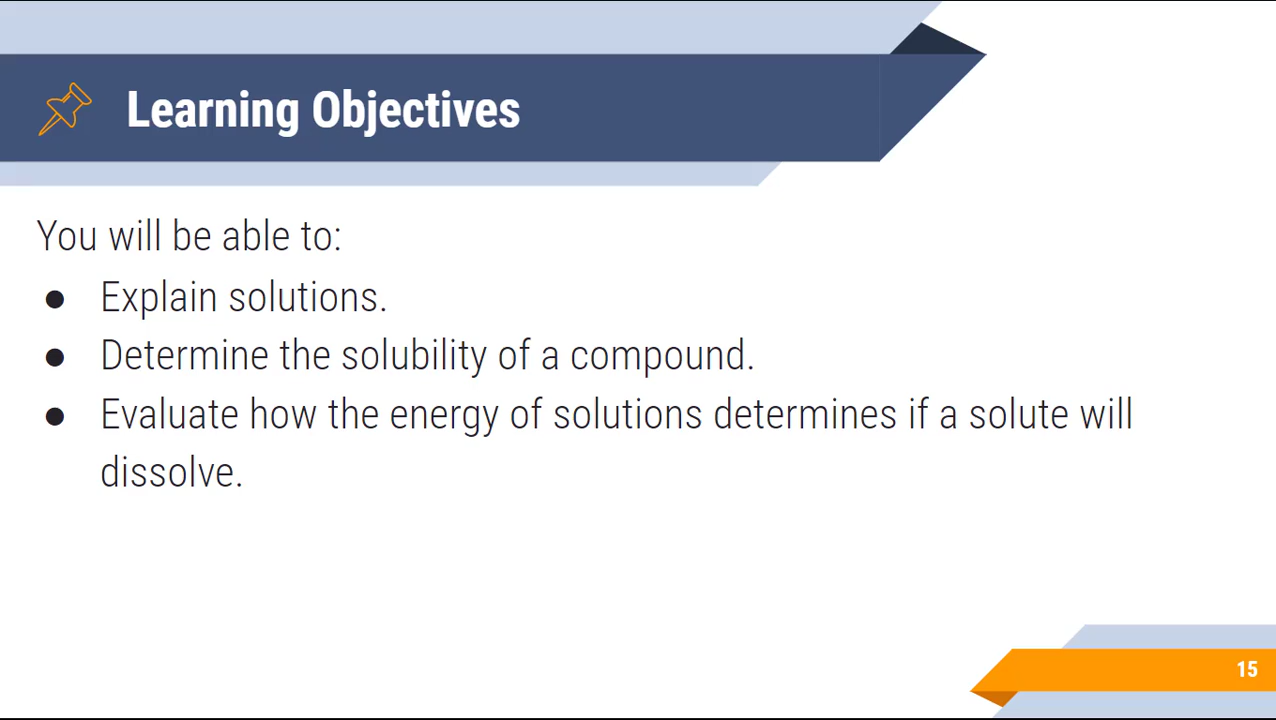 Learning Objectives
You will be able to:
● Explain solutions.
● Determine the solubility of a compound.
● Evaluate how the energy of solutions determines if a solute will
dissolve.
15